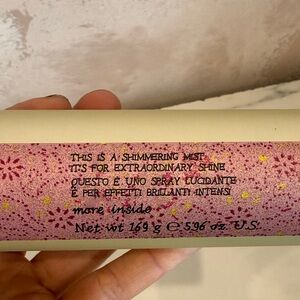 THIS IS A SHIMMERING MIST
IT'S FOR EXTRAORDINARY SHINE
QUESTO È UNO SPRAY LUCIDANTE
E PER EFFETTI BRILLANTI INTENSI
more inside
Net wt 169 g ℮ 5.96 oz. U.S.